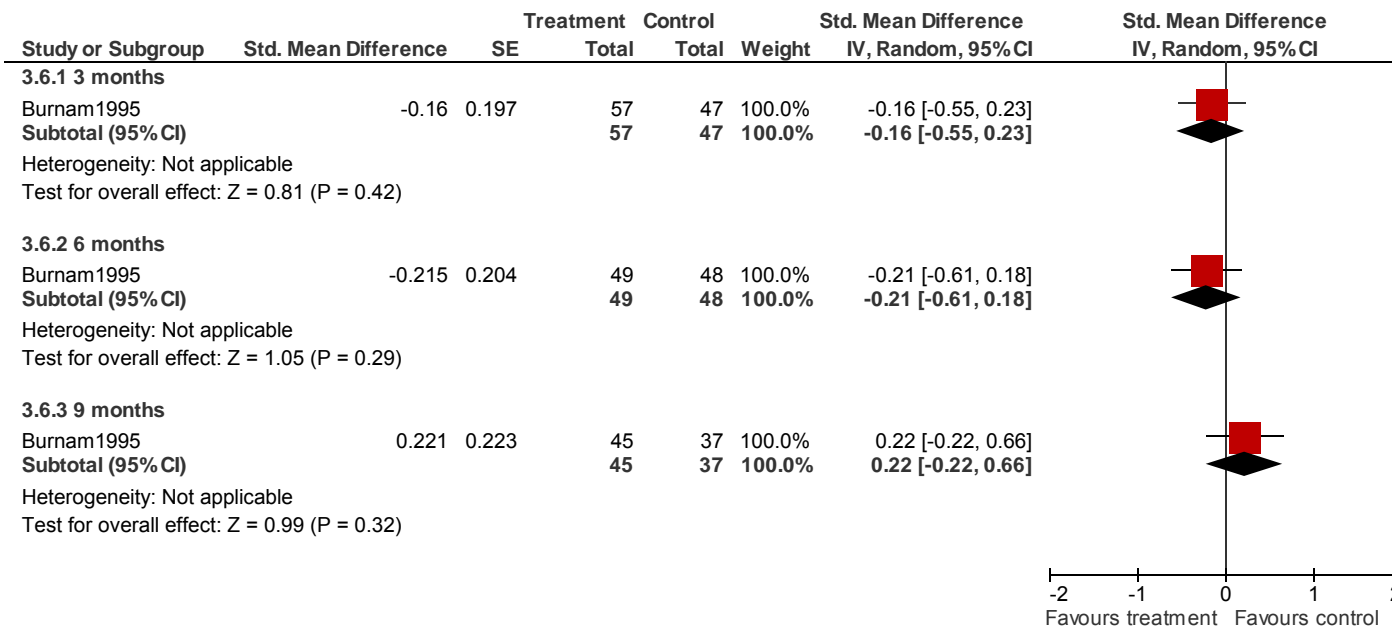 Treatment Control Std. Mean Difference Std. Mean Difference
Study or Subgroup Std. Mean Difference SE Total Total Weight IV, Random, 95% CI IV, Random, 95% CI
3.6.1 3 months
Burnam1995 -0.16 0.197 57 47 100.0% -0.16 [-0.55, 0.23]
Subtotal (95% CI) 57 47 100.0% -0.16 [-0.55, 0.23]
Heterogeneity: Not applicable
Test for overall effect: Z = 0.81 (P = 0.42)
3.6.2 6 months
Burnam1995 -0.215 0.204 49 48 100.0% -0.21 [-0.61, 0.18]
Subtotal (95% CI) 49 48 100.0% -0.21 [-0.61, 0.18]
Heterogeneity: Not applicable
Test for overall effect: Z = 1.05 (P = 0.29)
3.6.3 9 months
Burnam1995 0.221 0.223 45 37 100.0% 0.22 [-0.22, 0.66]
Subtotal (95% CI) 45 37 100.0% 0.22 [-0.22, 0.66]
Heterogeneity: Not applicable
Test for overall effect: Z = 0.99 (P = 0.32)
-2 -1 0 1
Favours treatment Favours control